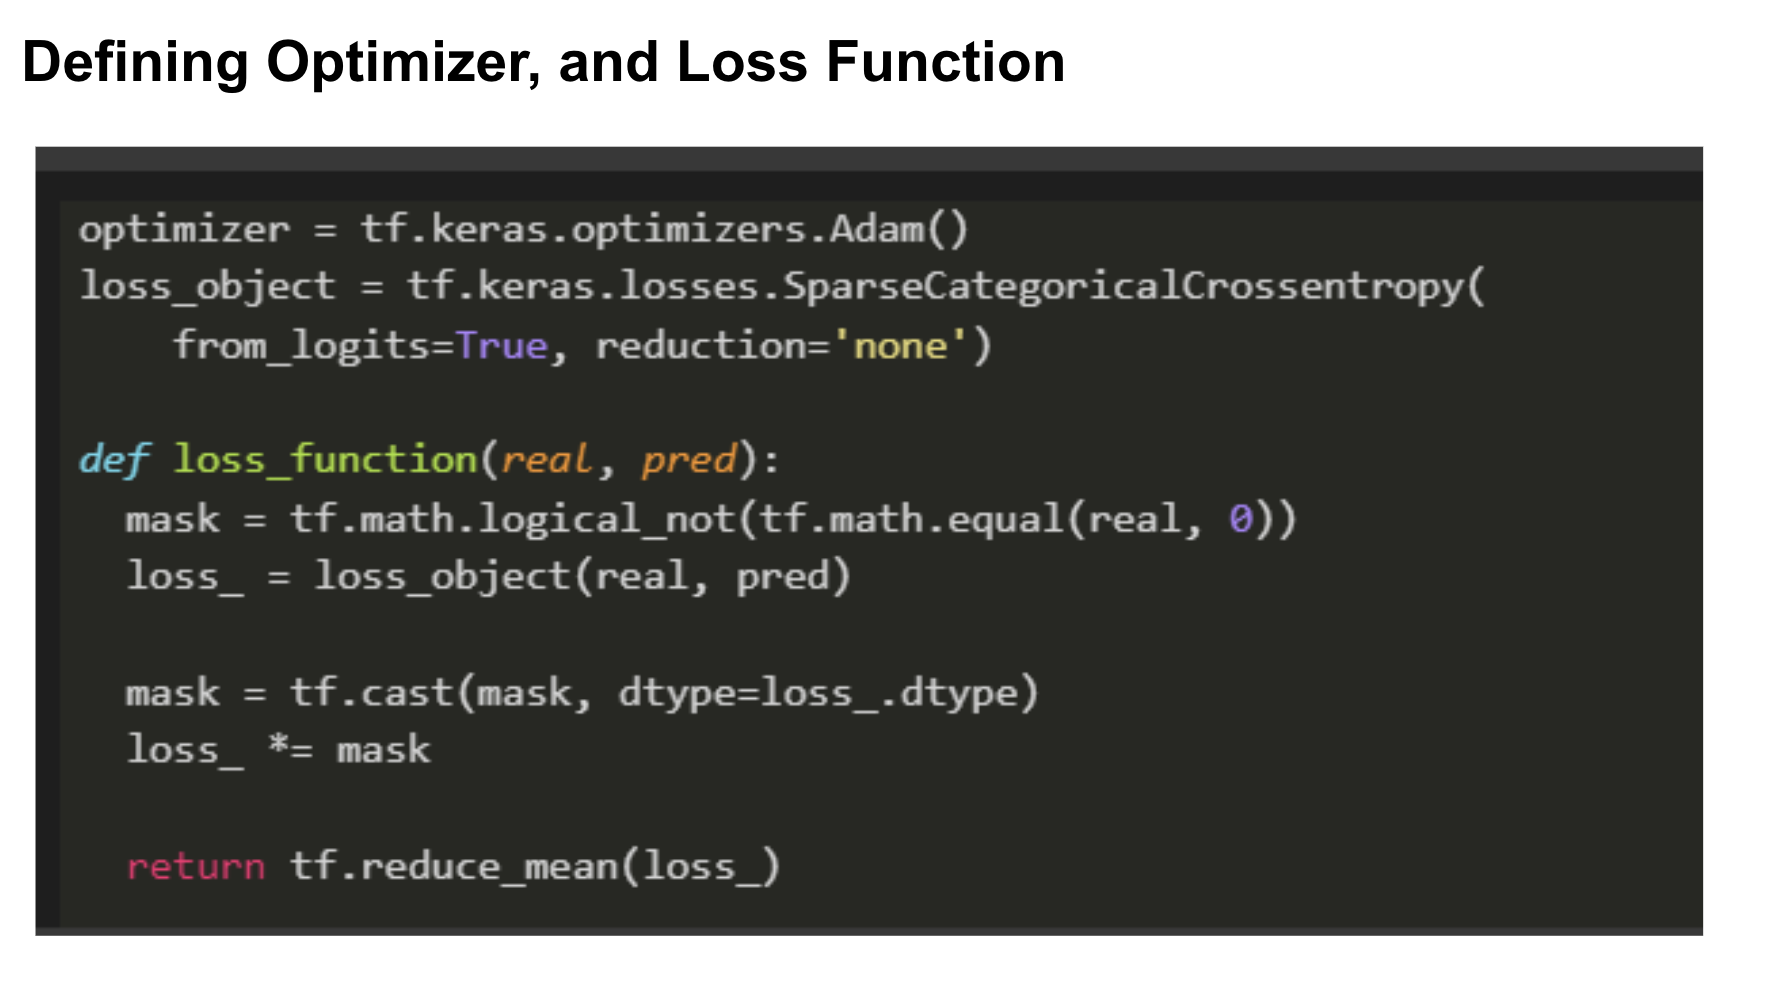 Defining Optimizer, and Loss Function
optimizer = tf.keras.optimizers.Adam()
loss_object = tf.keras.losses.SparseCategoricalCrossentropy(
    from_logits=True, reduction='none')
def loss_function(real, pred):
  mask = tf.math.logical_not(tf.math.equal(real, 0))
  loss_ = loss_object(real, pred)
  mask = tf.cast(mask, dtype=loss_.dtype)
  loss_ *= mask
  return tf.reduce_mean(loss_)